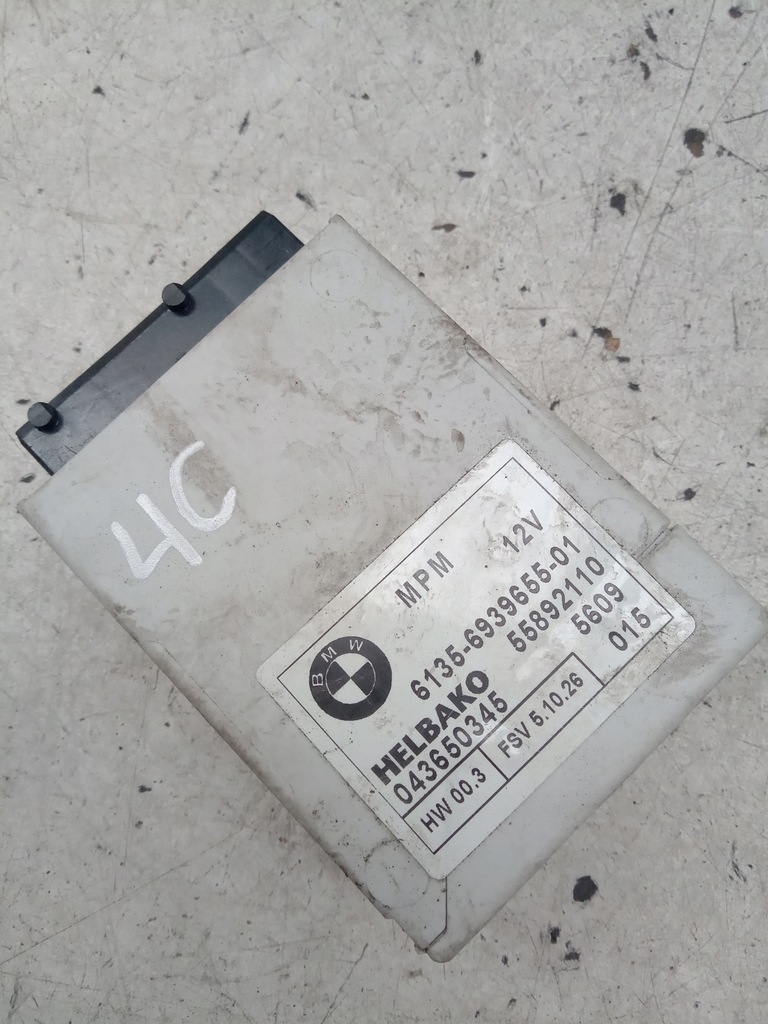 4C
MPM 12V
6135-6939655-01
HELBAKO 55892110
043650345 5609
HW 00.3 FSV 5.10.26 015
BMW